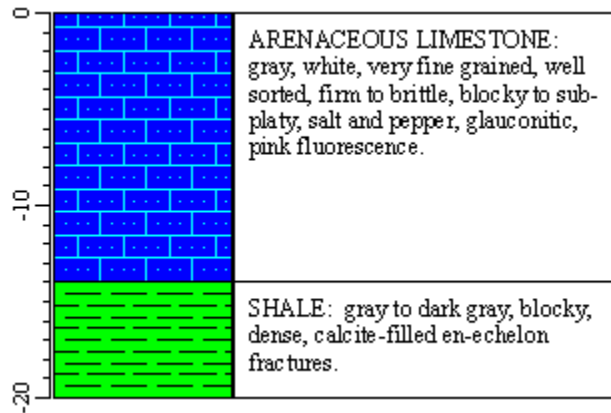 0
ARENACEOUS LIMESTONE:
gray, white, very fine grained, well
sorted, firm to brittle, blocky to sub-
platy, salt and pepper, glauconitic,
pink fluorescence.
-10
SHALE: gray to dark gray, blocky,
dense, calcite-filled en-echelon
fractures.
-20